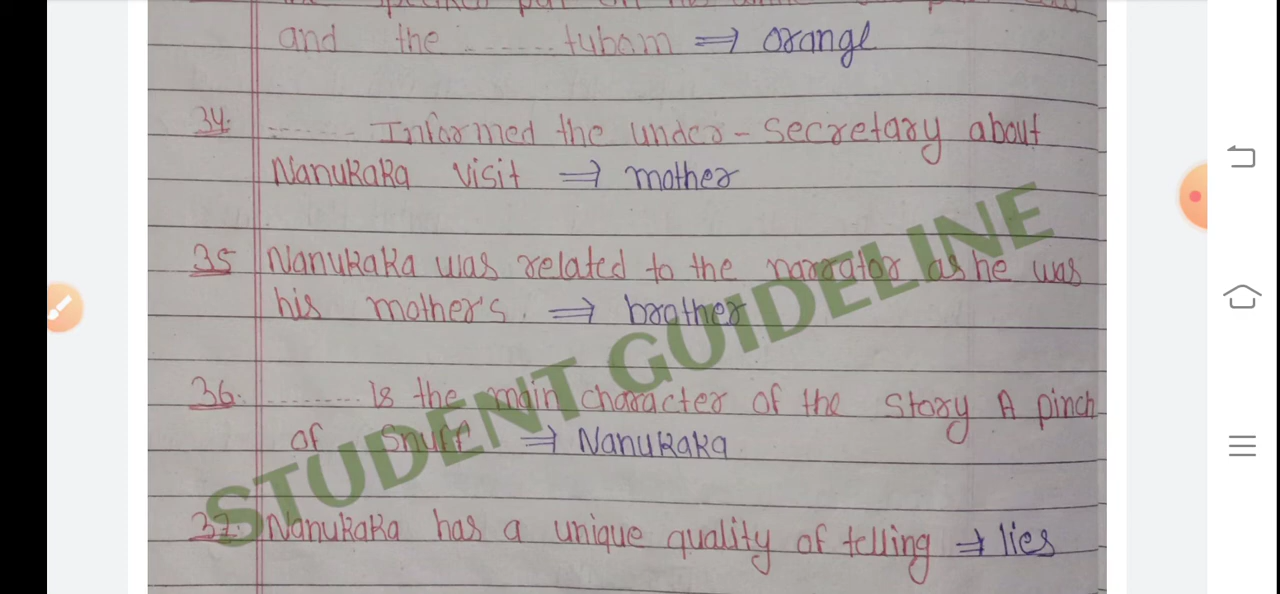 and the ...... tubam ⇒ orange
34. ....... Informed the under-secretary about
Nanukaka visit ⇒ mother
35 Nanukaka was related to the narrator as he was
his mother's. ⇒ brother
36. ......... Is the main character of the story A pinch
of snuff ⇒ Nanukaka.
37. Nanukaka has a unique quality of telling ⇒ lies
STUDENT GUIDELINE